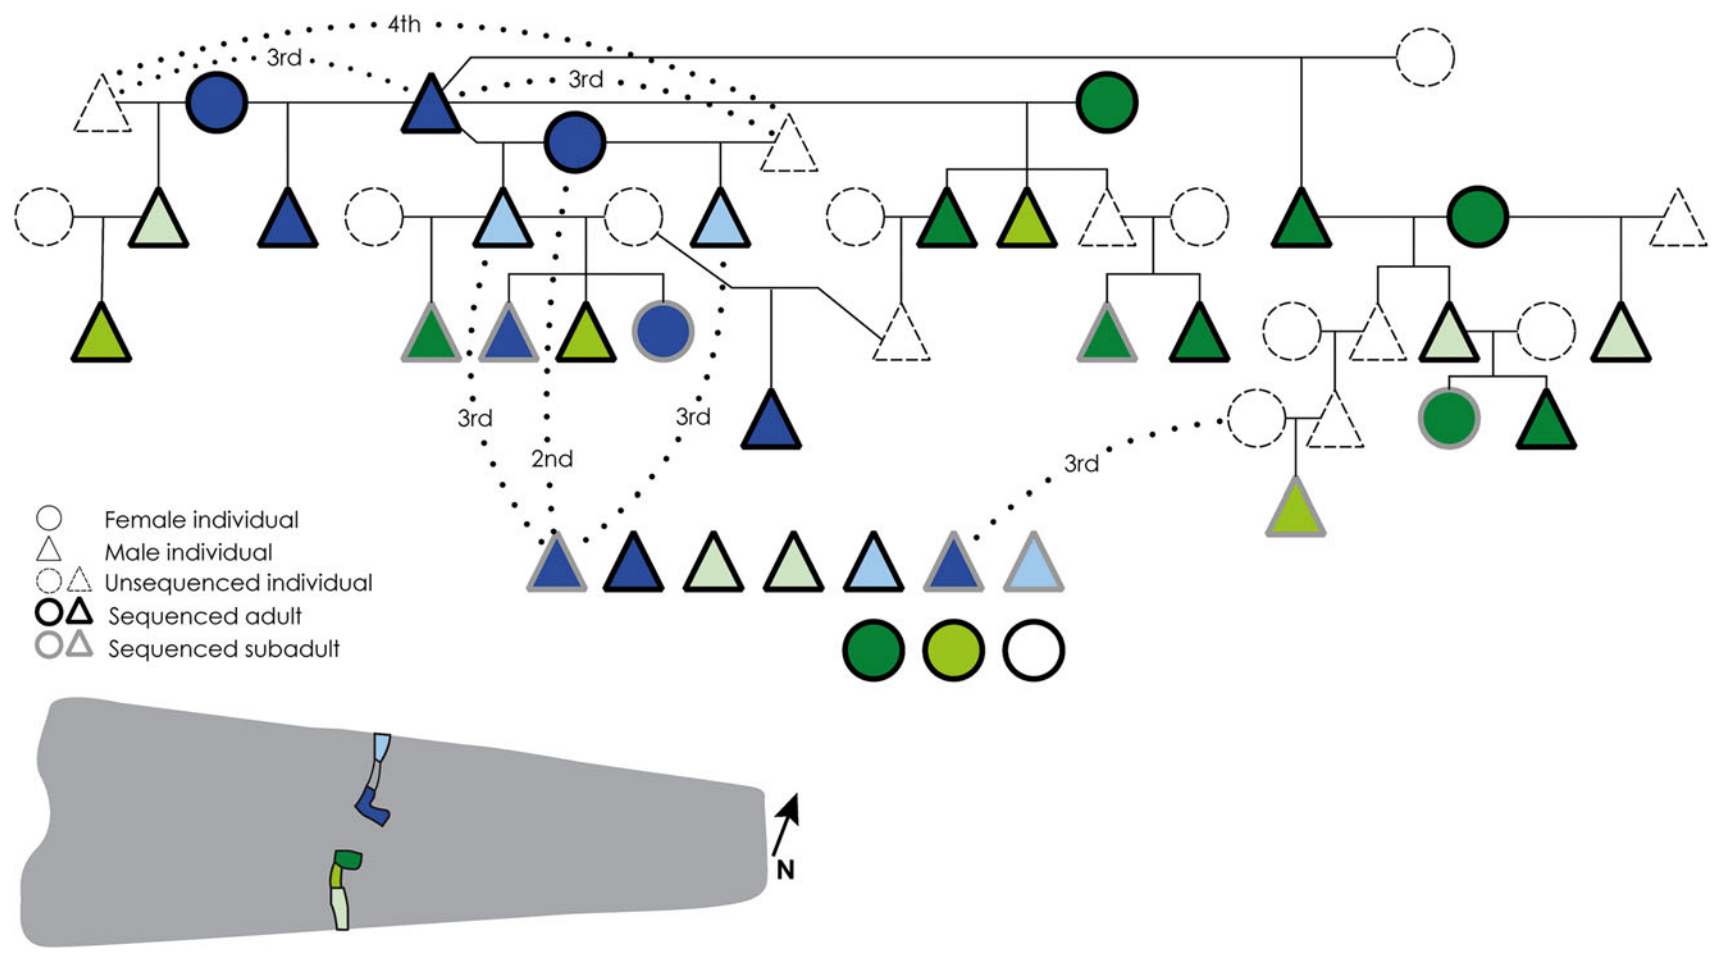 4th
3rd
3rd
3rd
3rd
2nd
3rd
Female individual
Male individual
Unsequenced individual
Sequenced adult
Sequenced subadult
N